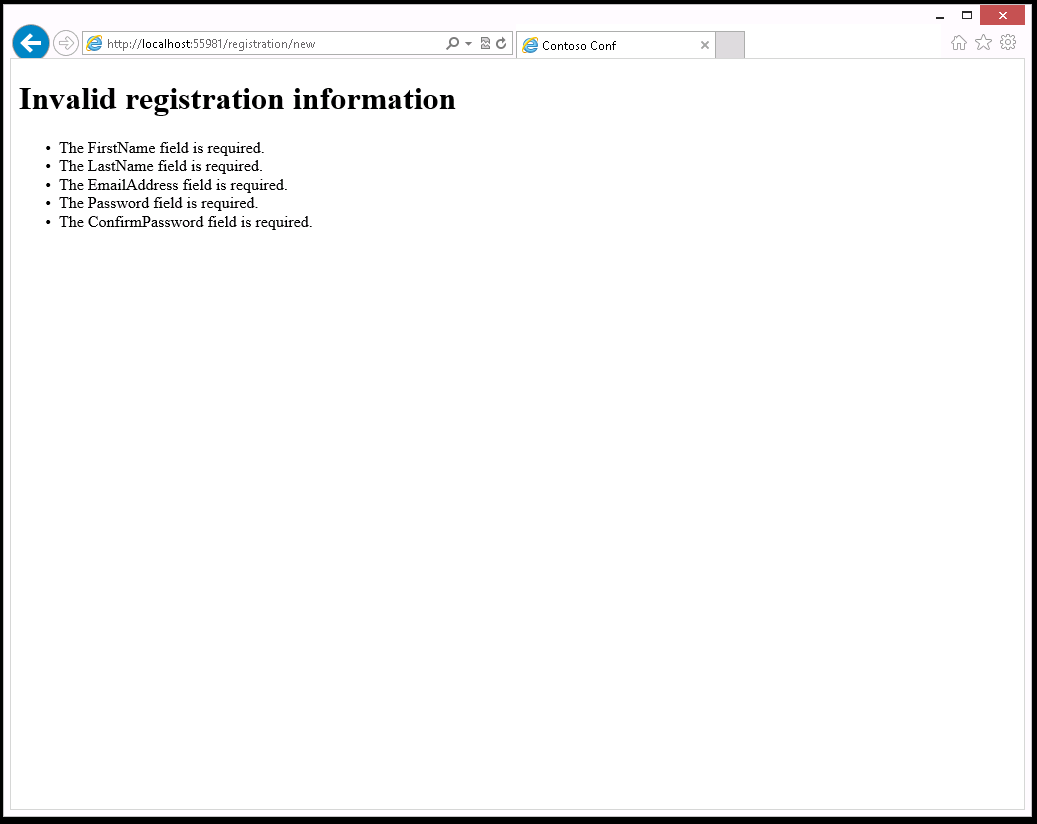 http://localhost:55981/registration/new
Contoso Conf
Invalid registration information
• The FirstName field is required.
• The LastName field is required.
• The EmailAddress field is required.
• The Password field is required.
• The ConfirmPassword field is required.